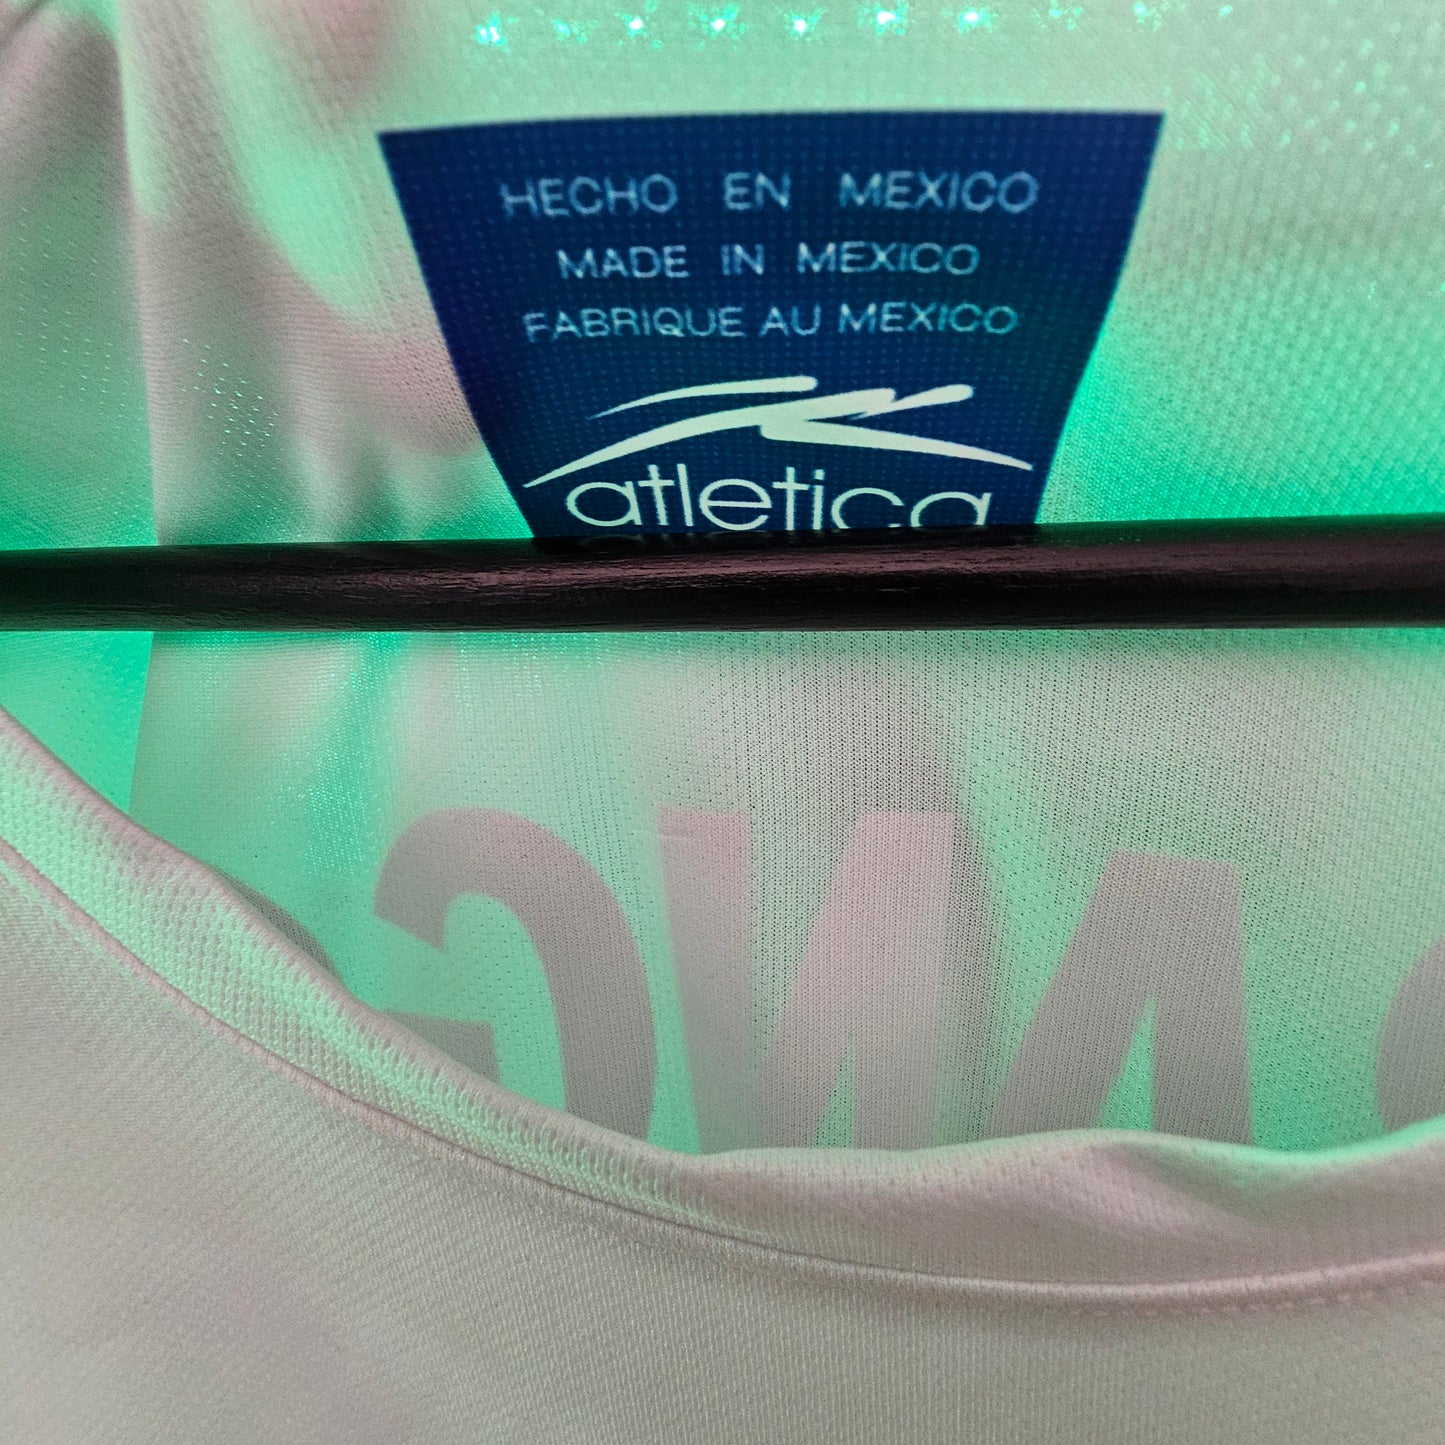 HECHO EN MEXICO
MADE IN MEXICO
FABRIQUE AU MEXICO
atletica